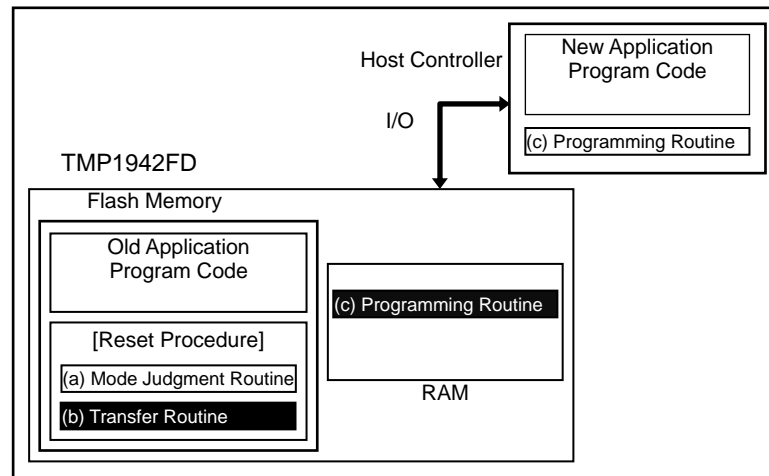 Host Controller
New Application
Program Code
(c) Programming Routine
I/O
TMP1942FD
Flash Memory
Old Application
Program Code
[Reset Procedure]
(a) Mode Judgment Routine
(b) Transfer Routine
(c) Programming Routine
RAM